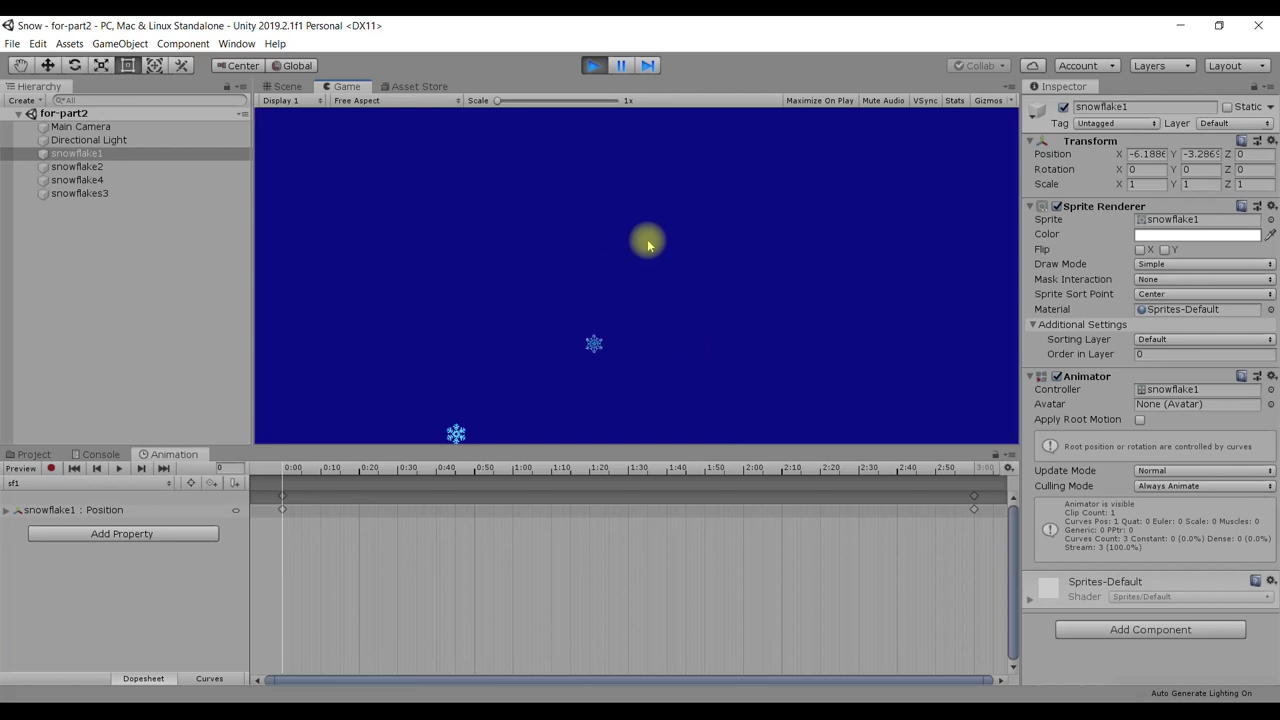 Snow - for-part2 - PC, Mac & Linux Standalone - Unity 2019.2.1f1 Personal <DX11>
File Edit Assets GameObject Component Window Help
Center Global Collab Account Layers Layout
Hierarchy
Create All
for-part2
Main Camera
Directional Light
snowflake1
snowflake2
snowflake4
snowflakes3
Scene Game Asset Store
Display 1 Free Aspect Scale 1x Maximize On Play Mute Audio VSync Stats Gizmos
Inspector
snowflake1 Static
Tag Untagged Layer Default
Transform
Position X -6.1886 Y -3.2869 Z 0
Rotation X 0 Y 0 Z 0
Scale X 1 Y 1 Z 1
Sprite Renderer
Sprite snowflake1
Color
Flip X Y
Draw Mode Simple
Mask Interaction None
Sprite Sort Point Center
Material Sprites-Default
Additional Settings
Sorting Layer Default
Order in Layer 0
Animator
Controller snowflake1
Avatar None (Avatar)
Apply Root Motion
Root position or rotation are controlled by curves
Update Mode Normal
Culling Mode Always Animate
Animator is visible
Clip Count: 1
Curves Pos: 1 Quat: 0 Euler: 0 Scale: 0 Muscles: 0
Generic: 0 PPtr: 0
Curves Count: 3 Constant: 0 (0.0%) Dense: 0 (0.0%)
Stream: 3 (100.0%)
Sprites-Default
Shader Sprites/Default
Add Component
Project Console Animation
Preview 0 0:00 0:10 0:20 0:30 0:40 0:50 1:00 1:10 1:20 1:30 1:40 1:50 2:00 2:10 2:20 2:30 2:40 2:50 3:00
sf1
snowflake1 : Position
Add Property
Dopesheet Curves
Auto Generate Lighting On